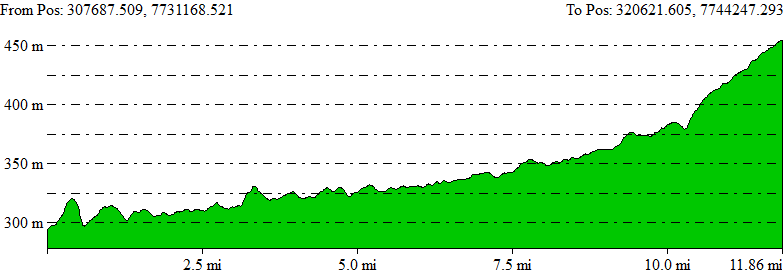 From Pos: 307687.509, 7731168.521 To Pos: 320621.605, 7744247.293
450 m
400 m
350 m
300 m
2.5 mi 5.0 mi 7.5 mi 10.0 mi 11.86 mi